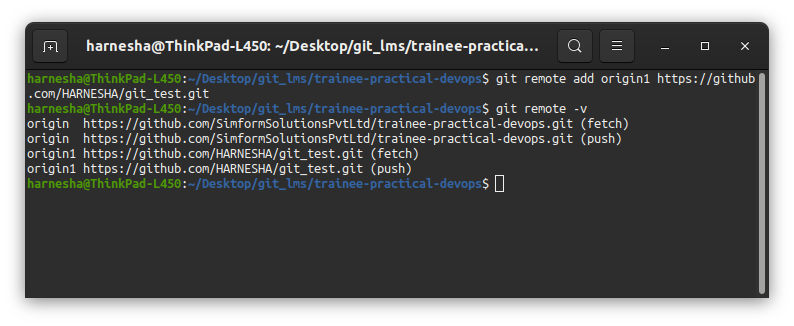 harnesha@ThinkPad-L450: ~/Desktop/git_lms/trainee-practica...
harnesha@ThinkPad-L450:~/Desktop/git_lms/trainee-practical-devops$ git remote add origin1 https://github
.com/HARNESHA/git_test.git
harnesha@ThinkPad-L450:~/Desktop/git_lms/trainee-practical-devops$ git remote -v
origin  https://github.com/SimformSolutionsPvtLtd/trainee-practical-devops.git (fetch)
origin  https://github.com/SimformSolutionsPvtLtd/trainee-practical-devops.git (push)
origin1 https://github.com/HARNESHA/git_test.git (fetch)
origin1 https://github.com/HARNESHA/git_test.git (push)
harnesha@ThinkPad-L450:~/Desktop/git_lms/trainee-practical-devops$